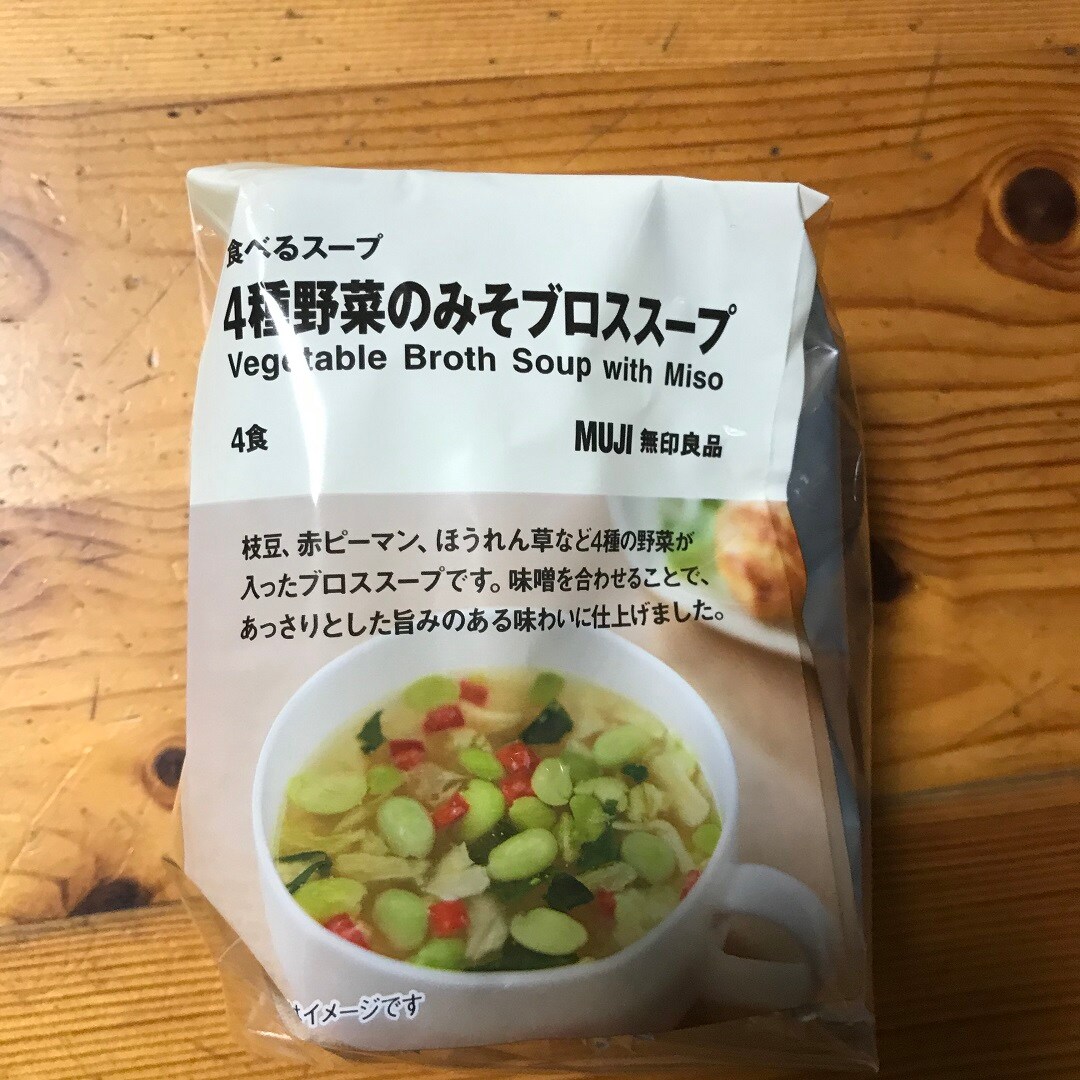 食べるスープ
4種野菜のみそブロススープ
Vegetable Broth Soup with Miso
4食
MUJI 無印良品
枝豆、赤ピーマン、ほうれん草など4種の野菜が
入ったブロススープです。味噌を合わせることで、
あっさりとした旨みのある味わいに仕上げました。
はイメージです